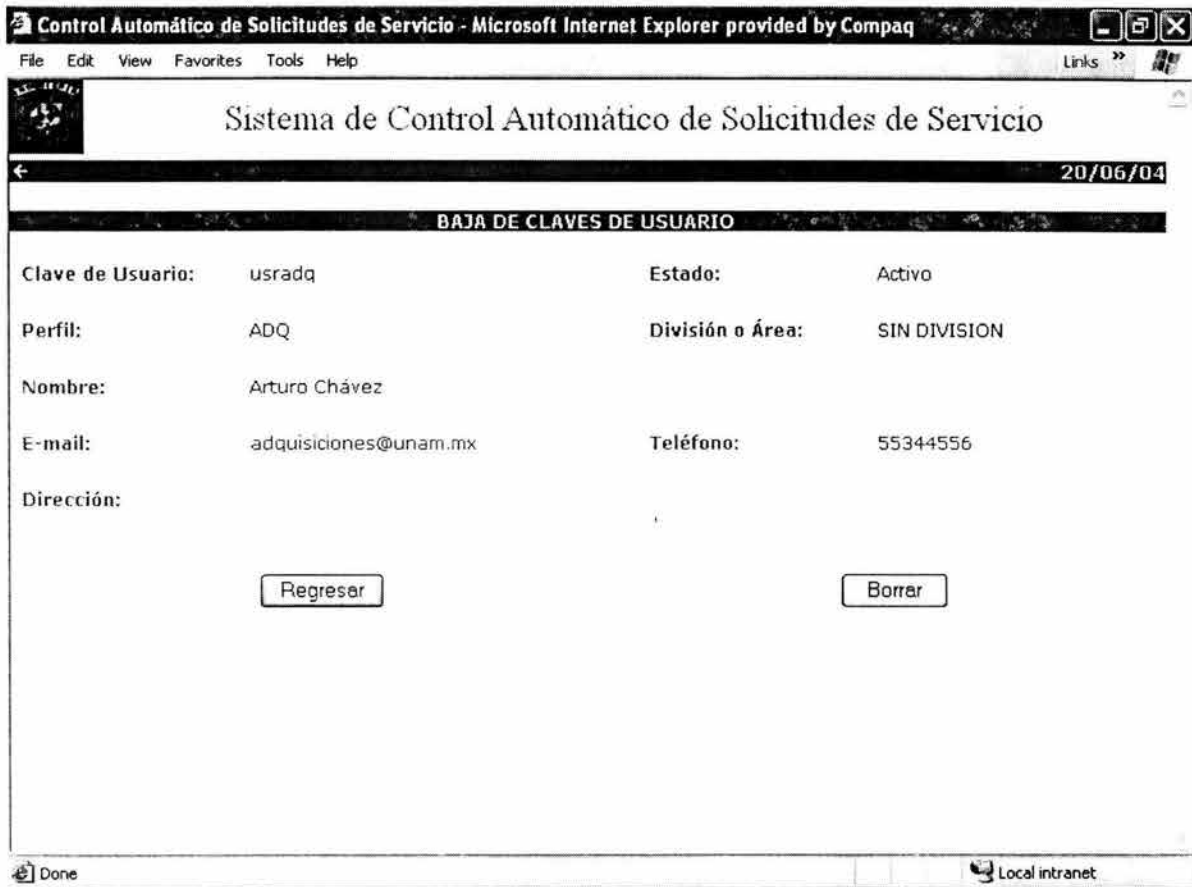 Control Automático de Solicitudes de Servicio - Microsoft Internet Explorer provided by Compaq
File Edit View Favorites Tools Help Links »
Sistema de Control Automático de Solicitudes de Servicio
20/06/04
BAJA DE CLAVES DE USUARIO
Clave de Usuario: usradq Estado: Activo
Perfil: ADQ División o Área: SIN DIVISION
Nombre: Arturo Chávez
E-mail: adquisiciones@unam.mx Teléfono: 55344556
Dirección:
Regresar Borrar
Done Local intranet